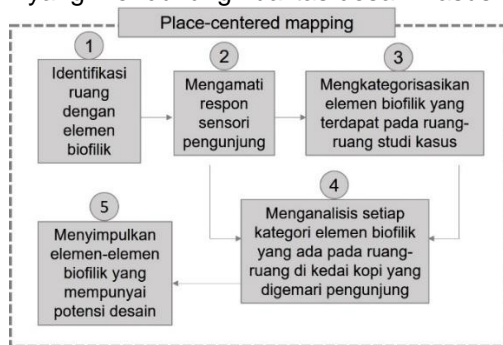 yang
Place-centered mapping
1
Identifikasi
ruang
dengan
elemen
biofilik
2
Mengamati
respon
sensori
pengunjung
3
Mengkategorisasikan
elemen biofilik yang
terdapat pada ruang-
ruang studi kasus
4
Menganalisis setiap
kategori elemen biofilik
yang ada pada ruang-
ruang di kedai kopi yang
digemari pengunjung
5
Menyimpulkan
elemen-elemen
biofilik yang
mempunyai
potensi desain